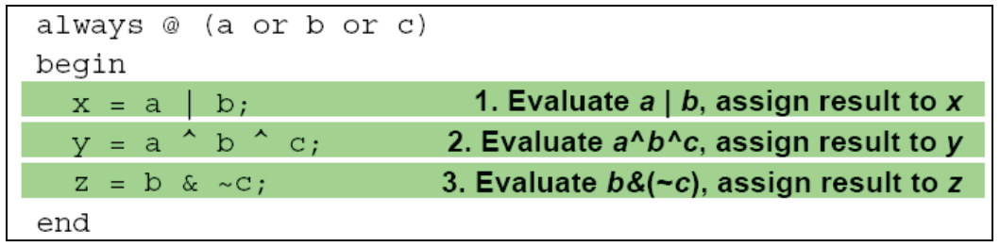 always @ (a or b or c)
begin
x = a | b; 1. Evaluate a | b, assign result to x
y = a ^ b ^ c; 2. Evaluate a^b^c, assign result to y
z = b & ~c; 3. Evaluate b&(~c), assign result to z
end